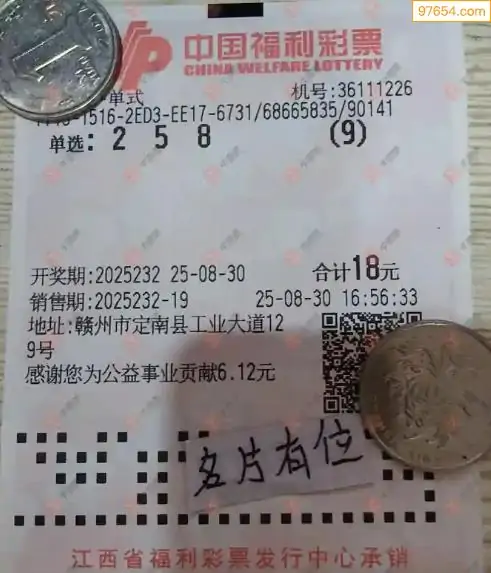 97654.com
中国福利彩票
CHINA WELFARE LOTTERY
单式 机号:36111226
1516-2ED3-EE17-6731/68665835/90141
单选: 2 5 8 (9)
开奖期:2025232 25-08-30 合计18元
销售期:2025232-19 25-08-30 16:56:33
地址:赣州市定南县工业大道12
9号
感谢您为公益事业贡献6.12元
名片有位
江西省福利彩票发行中心承销